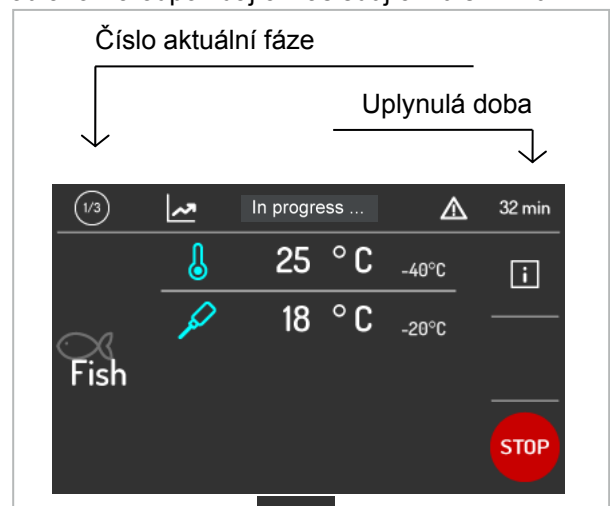 Číslo aktuální fáze
Uplynulá doba
1/3 In progress ... 32 min
25 °C -40°C
i
18 °C -20°C
Fish
STOP